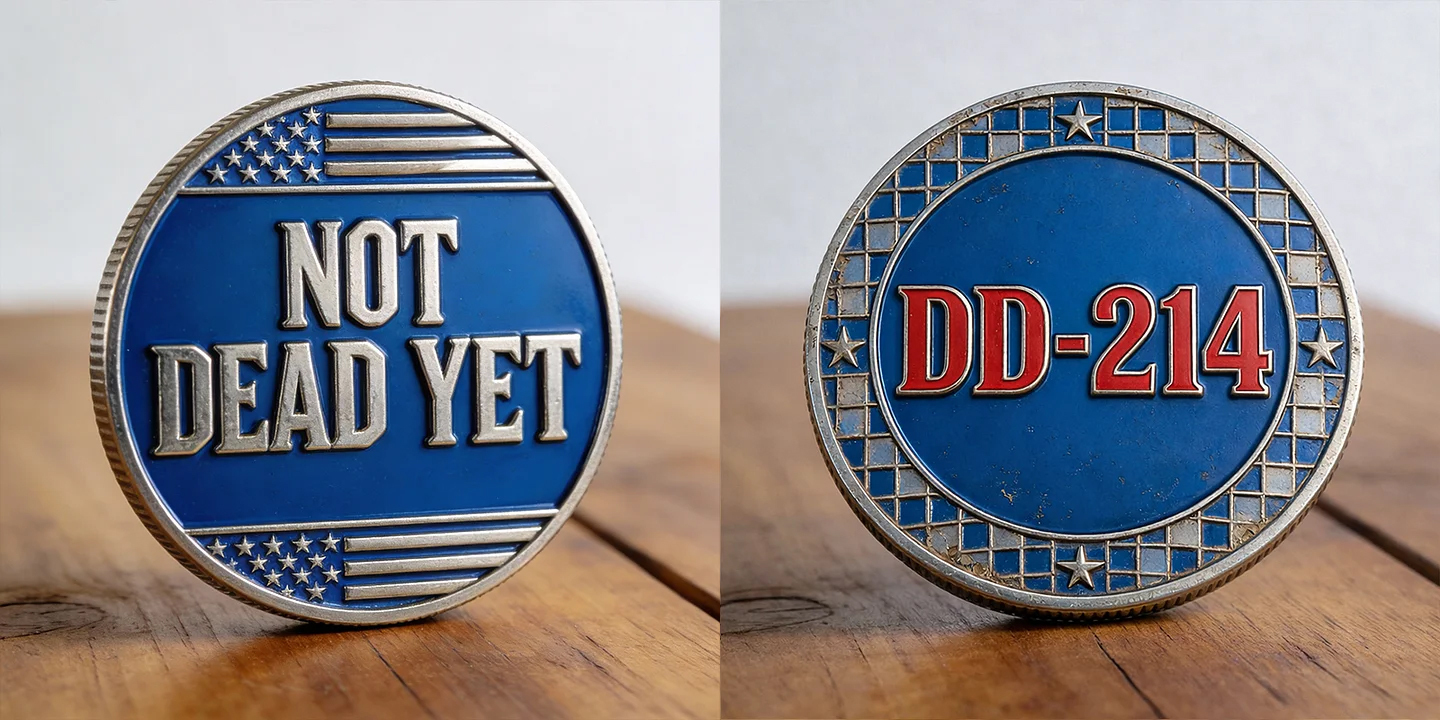 NOT
DEAD YET
DD-214